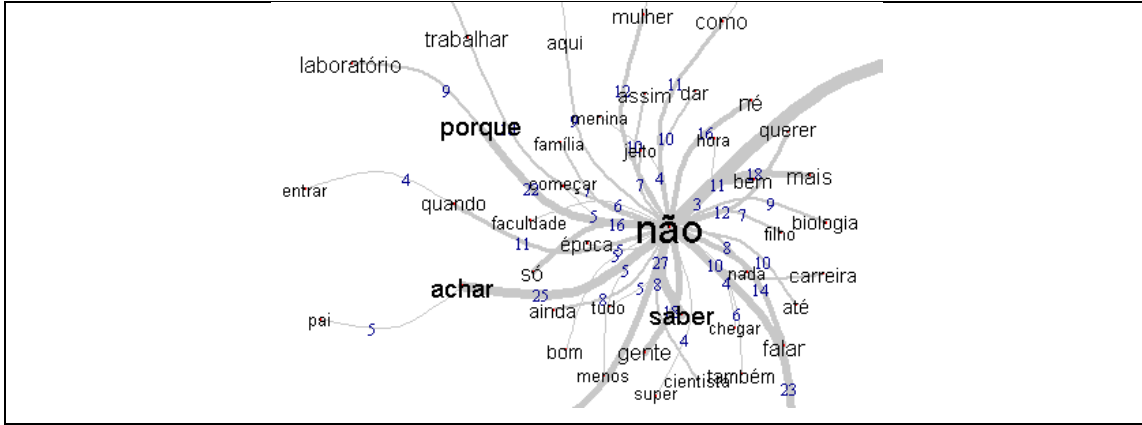 mulher
como
trabalhar
aqui
laboratório
9
12
11
assim
dar
né
porque
9
menina
16
querer
10
jeito
10
hora
família
entrar
4
22
começar
7
7
4
11
bem
18
mais
quando
faculdade
5
6
16
não
3
12
7
9
biologia
filho
11
época
5
5
8
só
5
27
10
nada
10
carreira
achar
25
8
5
8
4
14
ainda
tudo
saber
6
até
pai
5
chegar
4
falar
bom
gente
menos
cientista
também
super
23